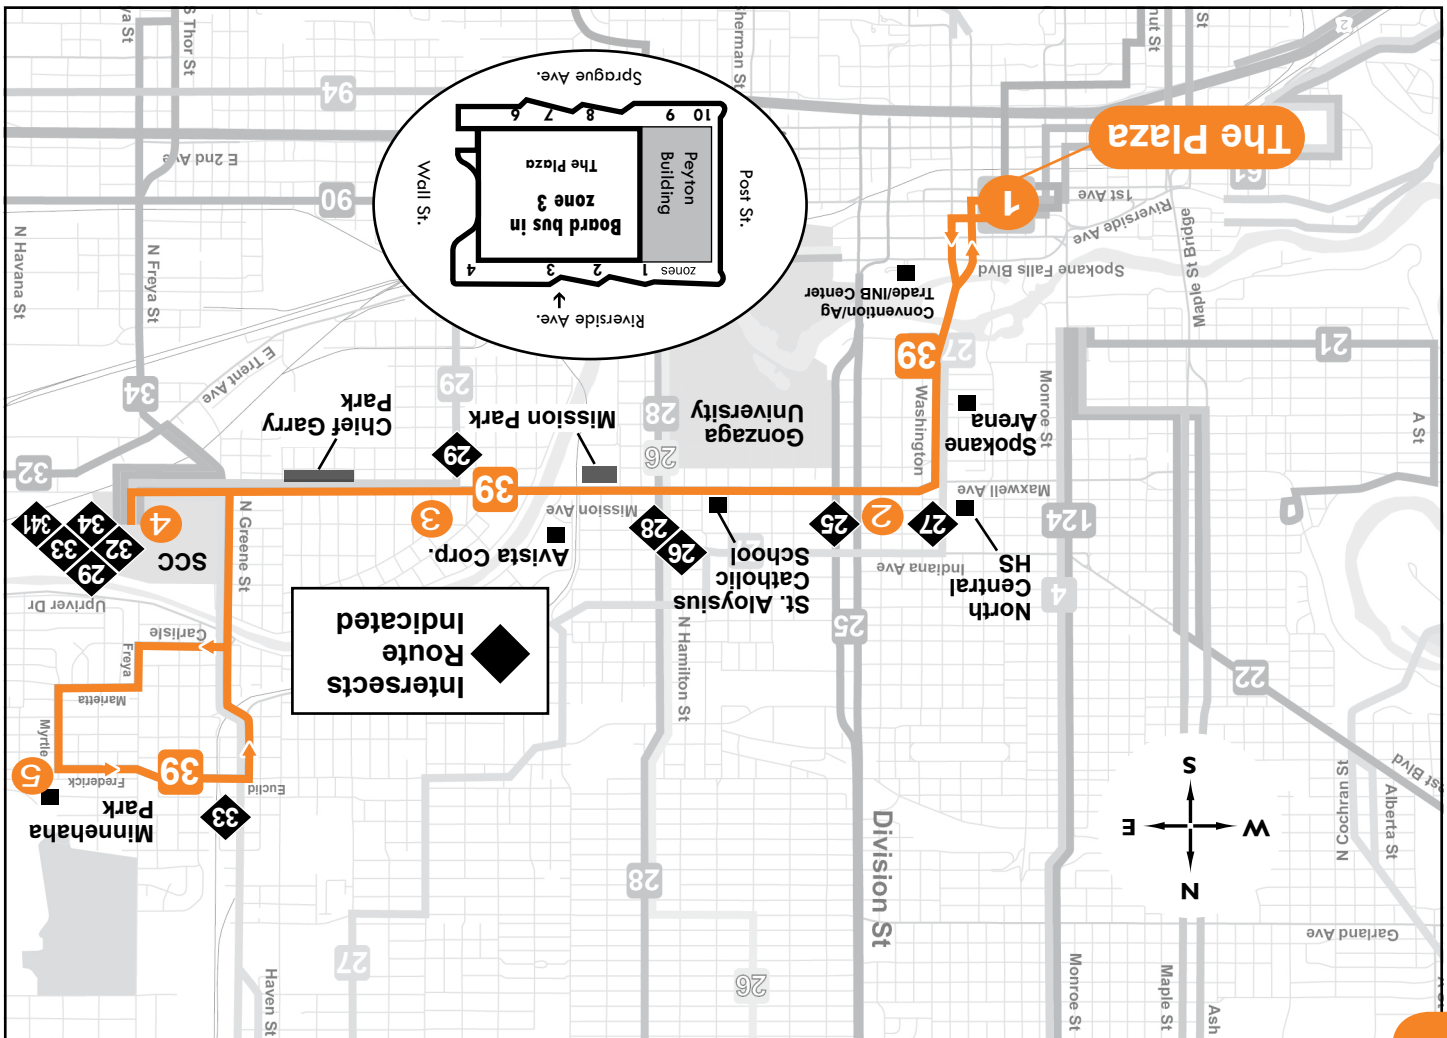 Ash
Maple St
Monroe St
26
27
Haven St
Garland Ave
Division St
28
N
W
E
S
N Cochran St
Alberta St
33
Minnehaha
Park
Euclid
Frederick
39
5
Myrtle
22
Marietta
Freya
Carlisle
Intersects
Route
Indicated
N Hamilton St
25
4
North
Central
HS
Indiana Ave
St. Aloysius
Catholic
School
Avista Corp.
SCC
Upriver Dr
N Greene St
124
27
2
25
26
28
Mission Ave
3
4
29
32
33
34
341
Maxwell Ave
39
26
29
Mission Park
Chief Garry
Park
32
Spokane
Arena
Washington
Gonzaga
University
28
29
34
A St
Monroe St
21
27
39
E Trent Ave
Convention/Ag
Trade/INB Center
Spokane Falls Blvd
Maple St Bridge
Riverside Ave
1st Ave
1
The Plaza
61
Riverside Ave.
zones
1
2
3
4
Post St.
Peyton
Building
Board bus in
zone 3
The Plaza
Wall St.
10
9
8
7
6
Sprague Ave.
N Freya St
N Havana St
90
E 2nd Ave
94
S Thor St